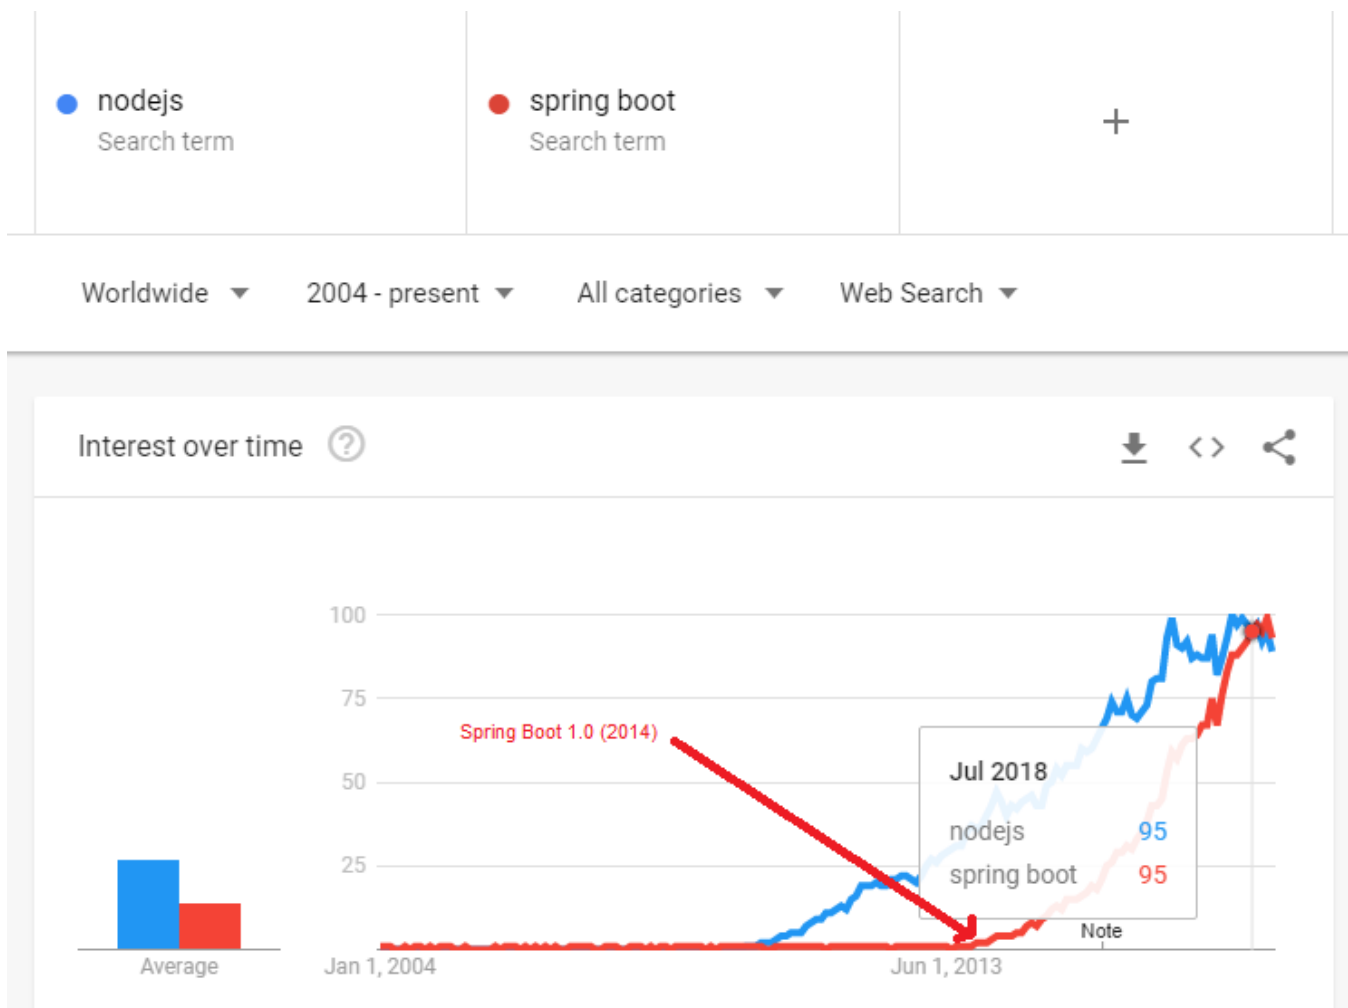 nodejs
Search term
spring boot
Search term
+
Worldwide
2004 - present
All categories
Web Search
Interest over time
?
100
75
50
25
Spring Boot 1.0 (2014)
Jul 2018
nodejs 95
spring boot 95
Note
Average
Jan 1, 2004
Jun 1, 2013